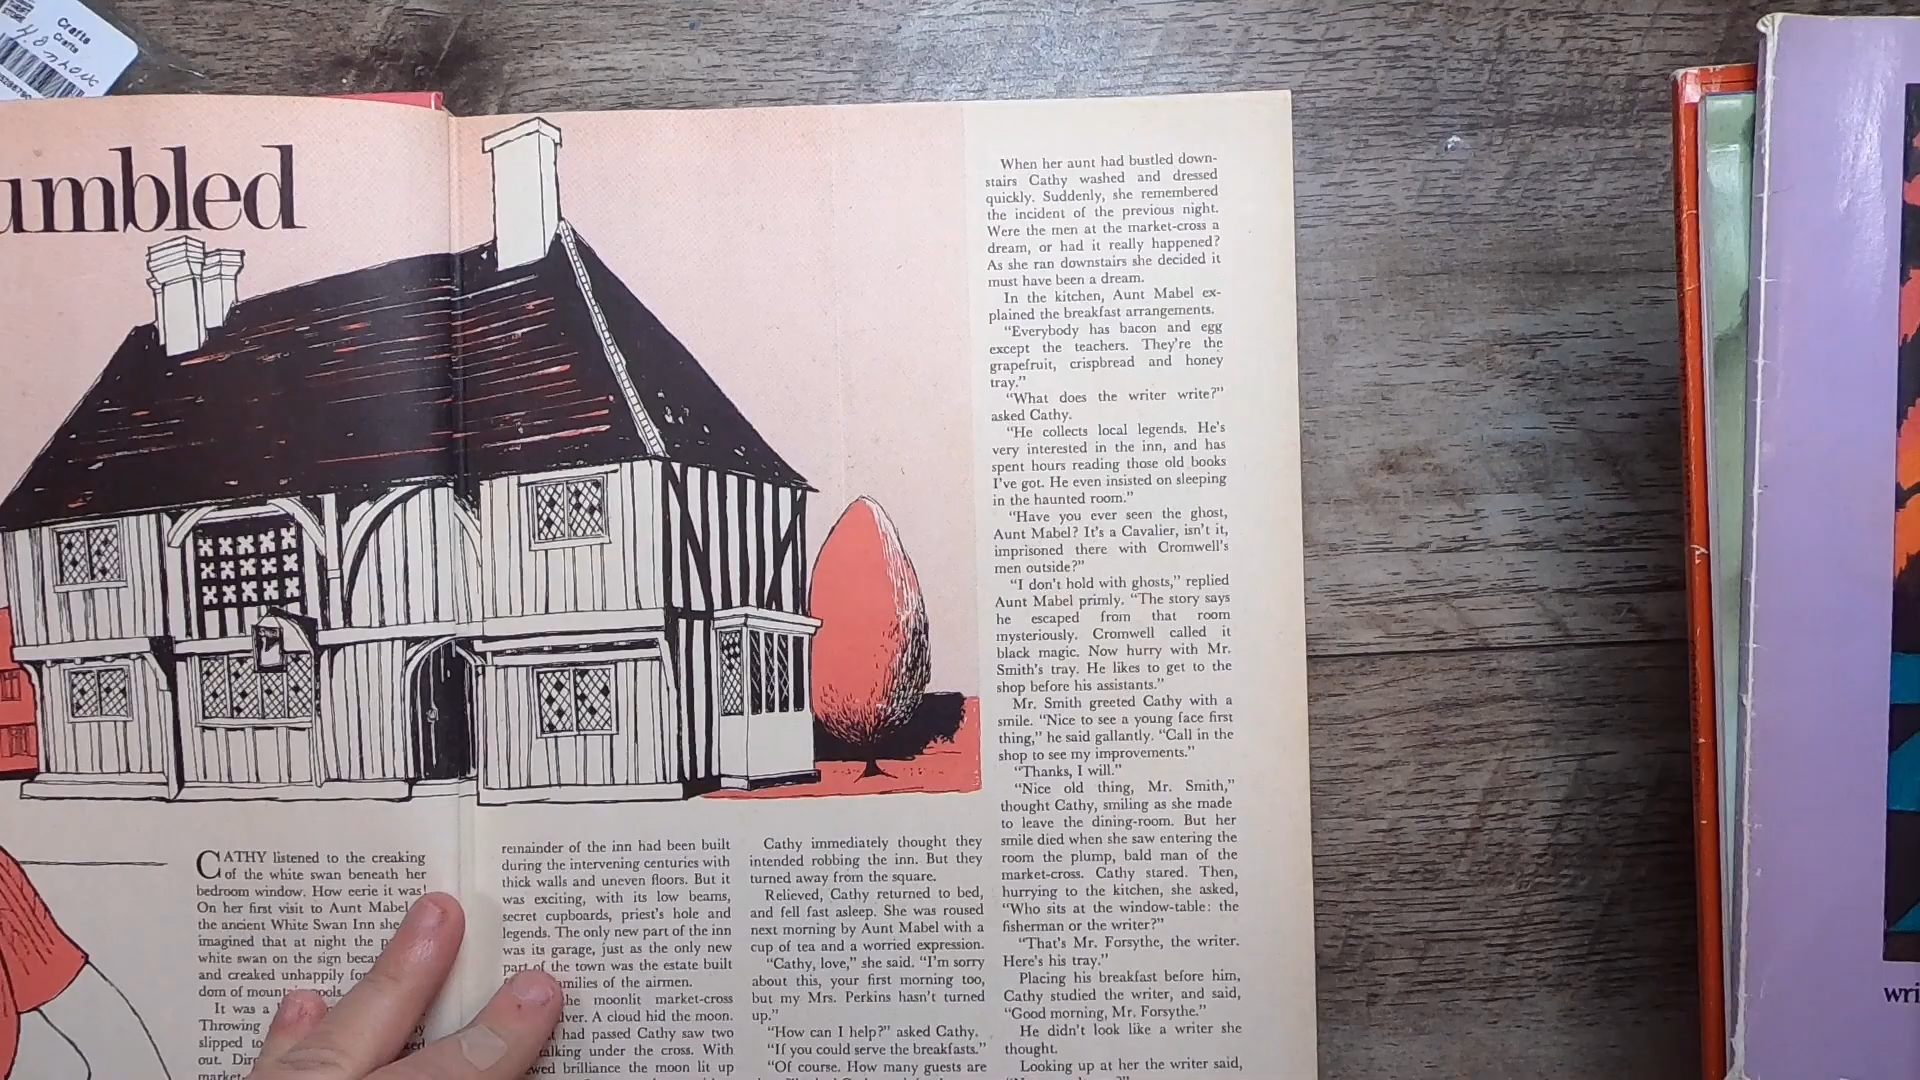 Crafts
Crafts
umbled
CATHY listened to the creaking
of the white swan beneath her
bedroom window. How eerie it was!
On her first visit to Aunt Mabel
the ancient White Swan Inn she
imagined that at night the
white swan on the sign
and creaked unhappily
dom of
It was a
Throwing
slipped to
out.
market-
remainder of the inn had been built
during the intervening centuries with
thick walls and uneven floors. But it
was exciting, with its low beams,
secret cupboards, priest's hole and
legends. The only new part of the inn
was its garage, just as the only new
part of the town was the estate built
of the airmen.
the moonlit market-cross
A cloud hid the moon.
had passed Cathy saw two
under the cross. With
brilliance the moon lit up
Cathy immediately thought they
intended robbing the inn. But they
turned away from the square.
Relieved, Cathy returned to bed,
and fell fast asleep. She was roused
next morning by Aunt Mabel with a
cup of tea and a worried expression.
“Cathy, love,” she said. “I'm sorry
about this, your first morning too,
but my Mrs. Perkins hasn't turned
up.”
“How can I help?” asked Cathy.
“If you could serve the breakfasts.”
“Of course. How many guests are
When her aunt had bustled down-
stairs Cathy washed and dressed
quickly. Suddenly, she remembered
the incident of the previous night.
Were the men at the market-cross a
dream, or had it really happened?
As she ran downstairs she decided it
must have been a dream.
In the kitchen, Aunt Mabel ex-
plained the breakfast arrangements.
“Everybody has bacon and egg
except the teachers. They're the
grapefruit, crispbread and honey
tray.”
“What does the writer write?”
asked Cathy.
“He collects local legends. He's
very interested in the inn, and has
spent hours reading those old books
I've got. He even insisted on sleeping
in the haunted room.”
“Have you ever seen the ghost,
Aunt Mabel? It's a Cavalier, isn't it,
imprisoned there with Cromwell's
men outside?”
“I don't hold with ghosts,” replied
Aunt Mabel primly. “The story says
he escaped from that room
mysteriously. Cromwell called it
black magic. Now hurry with Mr.
Smith's tray. He likes to get to the
shop before his assistants.”
Mr. Smith greeted Cathy with a
smile. “Nice to see a young face first
thing,” he said gallantly. “Call in the
shop to see my improvements.”
“Thanks, I will.”
“Nice old thing, Mr. Smith,”
thought Cathy, smiling as she made
to leave the dining-room. But her
smile died when she saw entering the
room the plump, bald man of the
market-cross. Cathy stared. Then,
hurrying to the kitchen, she asked,
“Who sits at the window-table: the
fisherman or the writer?”
“That's Mr. Forsythe, the writer.
Here's his tray.”
Placing his breakfast before him,
Cathy studied the writer, and said,
“Good morning, Mr. Forsythe.”
He didn't look like a writer she
thought.
Looking up at her the writer said,
wri